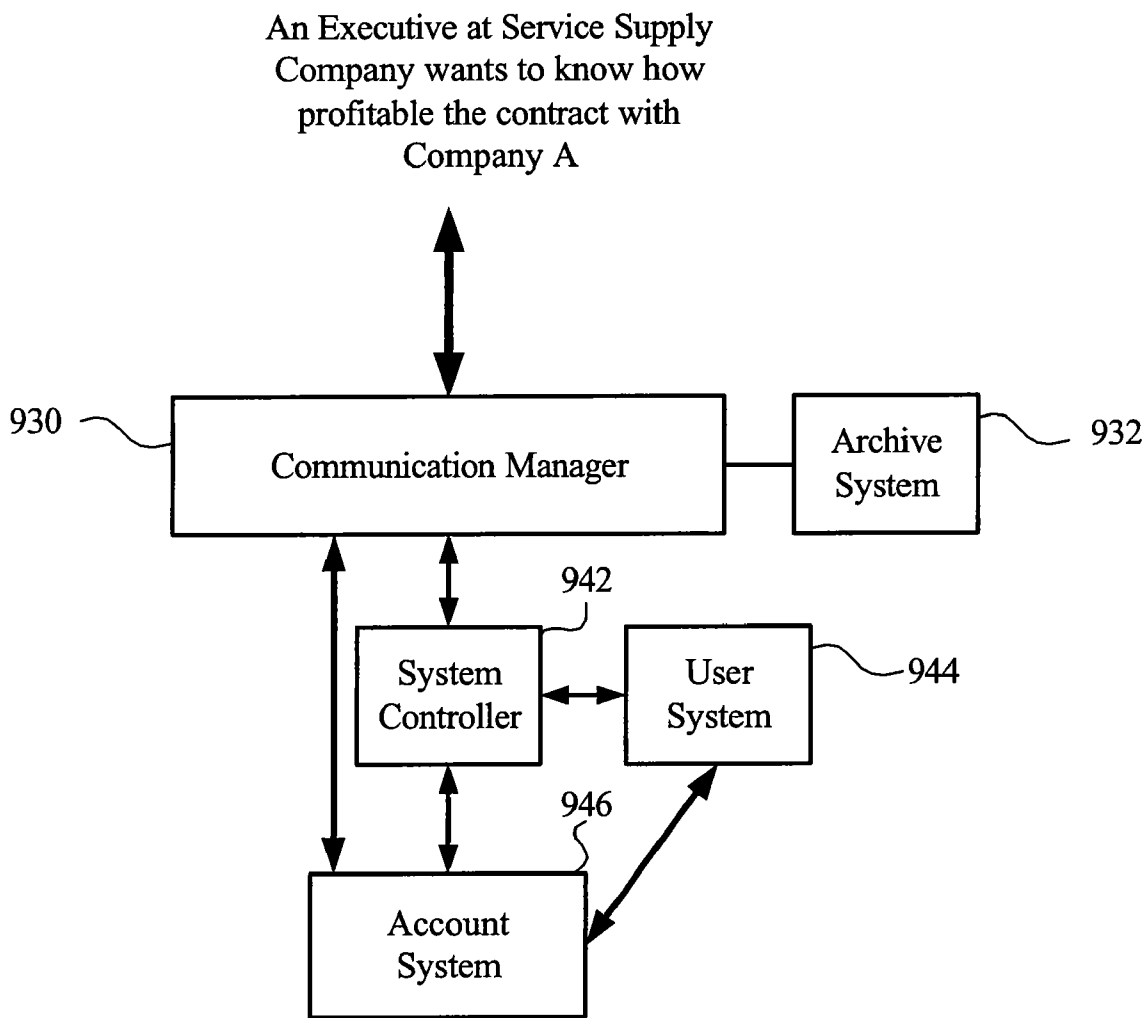 An Executive at Service Supply
Company wants to know how
profitable the contract with
Company A
930
Communication Manager
Archive
System
932
942
System
Controller
User
System
944
946
Account
System